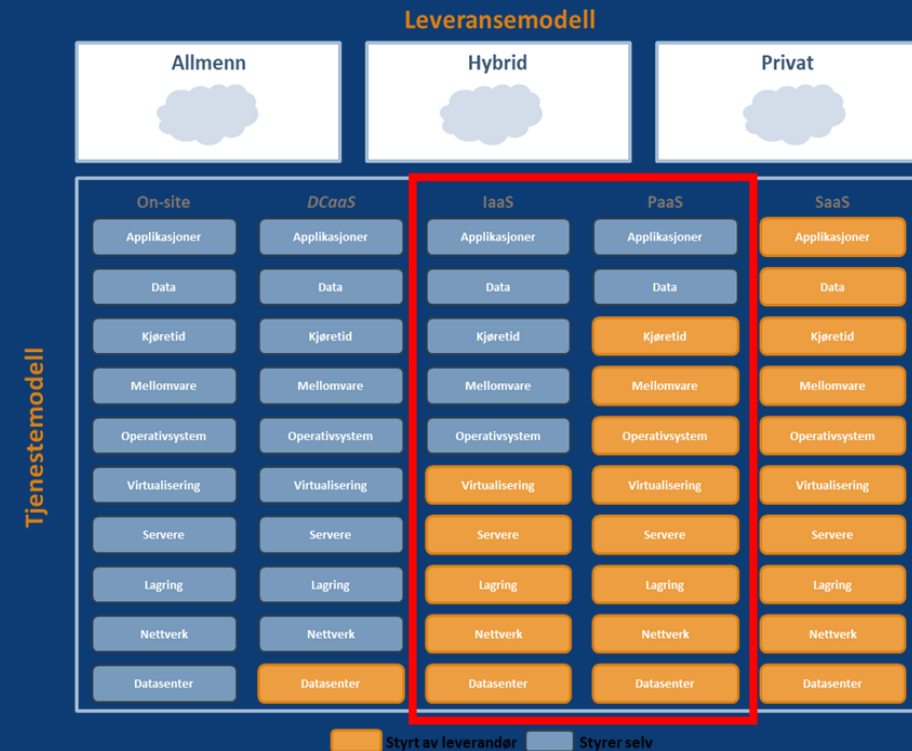 Leveransemodell
Allmenn Hybrid Privat
Tjenestemodell
On-site DCaaS IaaS PaaS SaaS
Applikasjoner Applikasjoner Applikasjoner Applikasjoner Applikasjoner
Data Data Data Data Data
Kjøretid Kjøretid Kjøretid Kjøretid Kjøretid
Mellomvare Mellomvare Mellomvare Mellomvare Mellomvare
Operativsystem Operativsystem Operativsystem Operativsystem Operativsystem
Virtualisering Virtualisering Virtualisering Virtualisering Virtualisering
Servere Servere Servere Servere Servere
Lagring Lagring Lagring Lagring Lagring
Nettverk Nettverk Nettverk Nettverk Nettverk
Datasenter Datasenter Datasenter Datasenter Datasenter
Styrt av leverandør Styrer selv